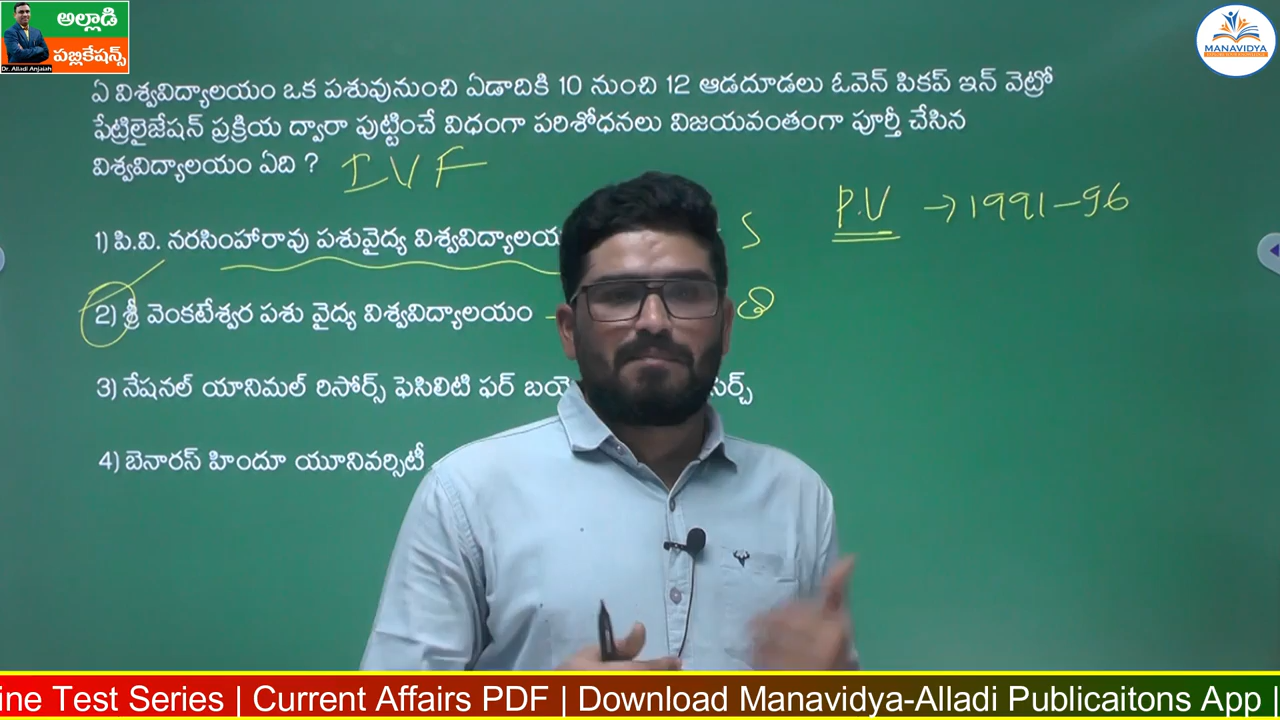 అల్లాడి
పబ్లికేషన్స్
Dr. Alladi Anjaiah
MANAVIDYA
ఏ విశ్వవిద్యాలయం ఒక పశువునుంచి ఏడాదికి 10 నుంచి 12 ఆడదూడలు ఓవెన్ పికప్ ఇన్ వెట్రో
ఫేట్రిలైజేషన్ ప్రక్రియ ద్వారా పుట్టించే విధంగా పరిశోధనలు విజయవంతంగా పూర్తీ చేసిన
విశ్వవిద్యాలయం ఏది ?
IVF
P.V → 1991-96
1) పి.వి. నరసింహారావు పశువైద్య విశ్వవిద్యాలయ
2) శ్రీ వెంకటేశ్వర పశు వైద్య విశ్వవిద్యాలయం
3) నేషనల్ యానిమల్ రిసోర్స్ ఫెసిలిటి ఫర్
4) బెనారస్ హిందూ యూనివర్సిటీ
ine Test Series | Current Affairs PDF | Download Manavidya-Alladi Publicaitons App |